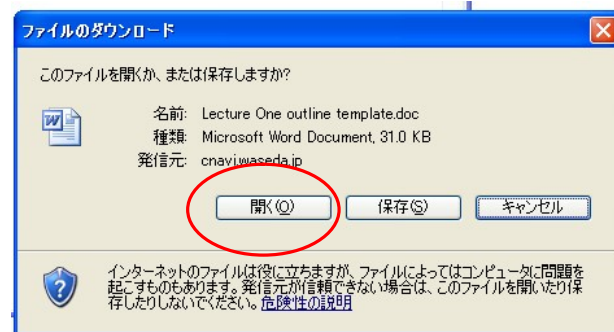 ファイルのダウンロード
このファイルを開くか、または保存しますか?
名前: Lecture One outline template.doc
種類: Microsoft Word Document, 31.0 KB
発信元: cnavi.waseda.jp
開く(O) 保存(S) キャンセル
インターネットのファイルは役に立ちますが、ファイルによってはコンピュータに問題を
起こすものもあります。発信元が信頼できない場合は、このファイルを開いたり保
存したりしないでください。危険性の説明